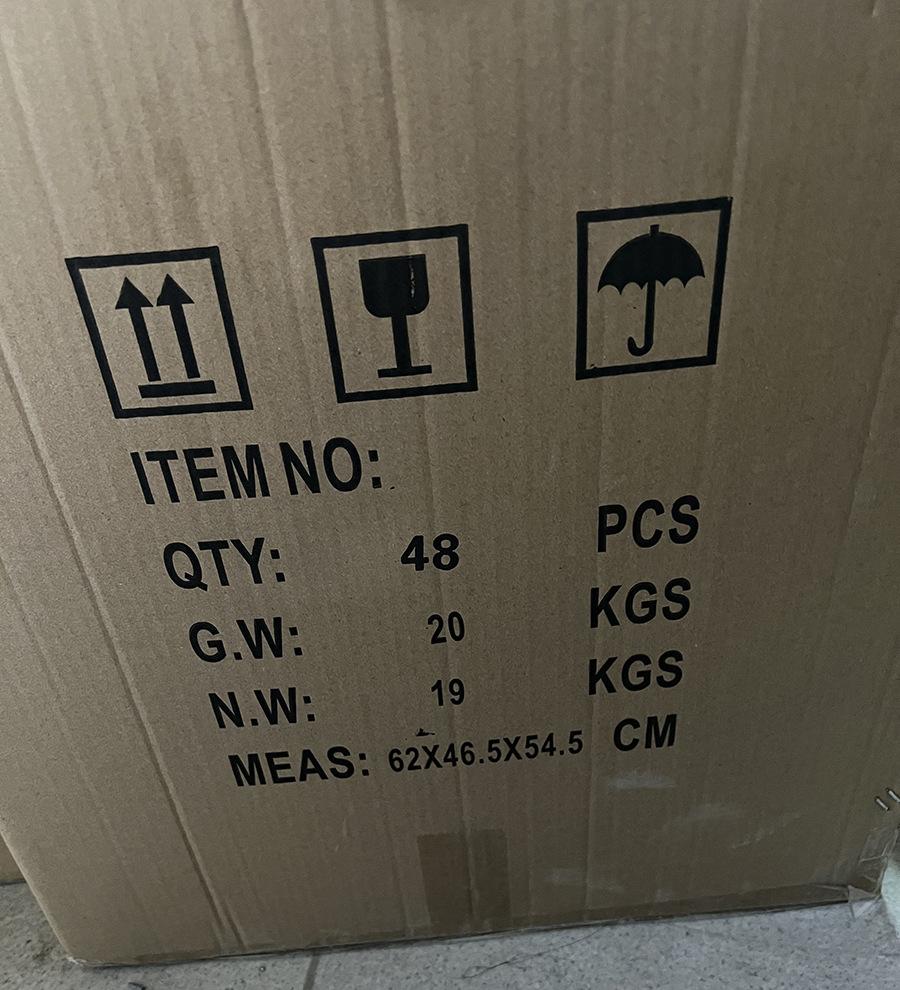 ITEM NO:
QTY: 48 PCS
G.W: 20 KGS
N.W: 19 KGS
MEAS: 62X46.5X54.5 CM